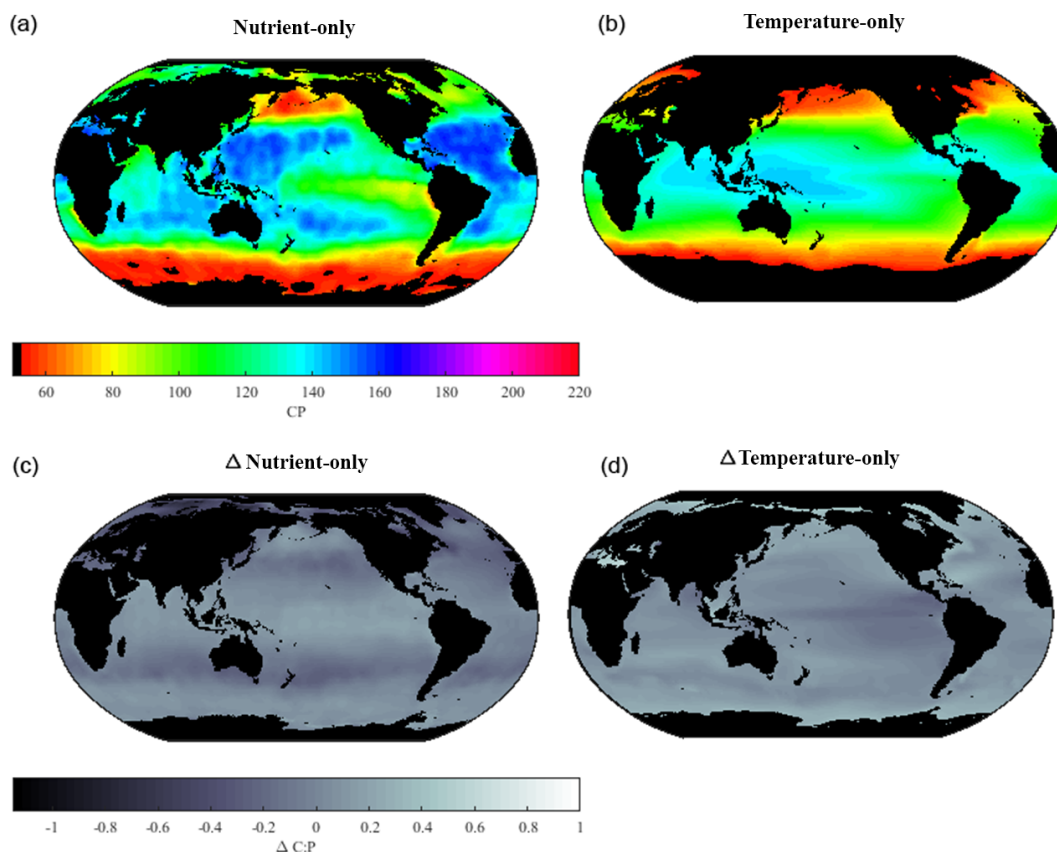 (a)
Nutrient-only
(b)
Temperature-only
60 80 100 120 140 160 180 200 220
CP
(c)
△ Nutrient-only
(d)
△ Temperature-only
-1 -0.8 -0.6 -0.4 -0.2 0 0.2 0.4 0.6 0.8 1
Δ C:P